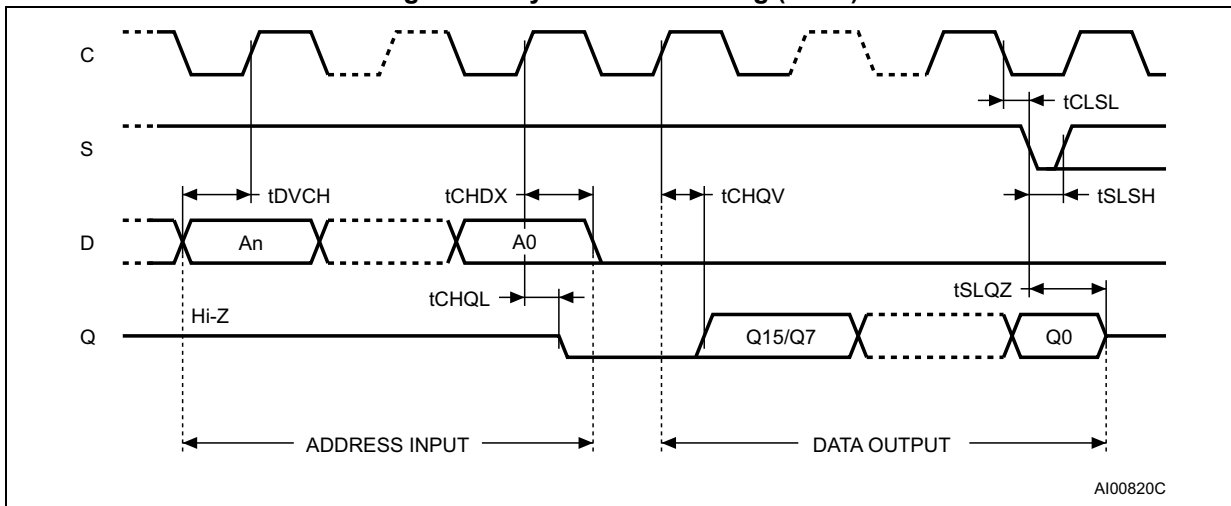 C
tCLSL
S
tDVCH tCHDX tCHQV tSLSH
D An A0
tCHQL tSLQZ
Hi-Z
Q Q15/Q7 Q0
ADDRESS INPUT DATA OUTPUT
AI00820C